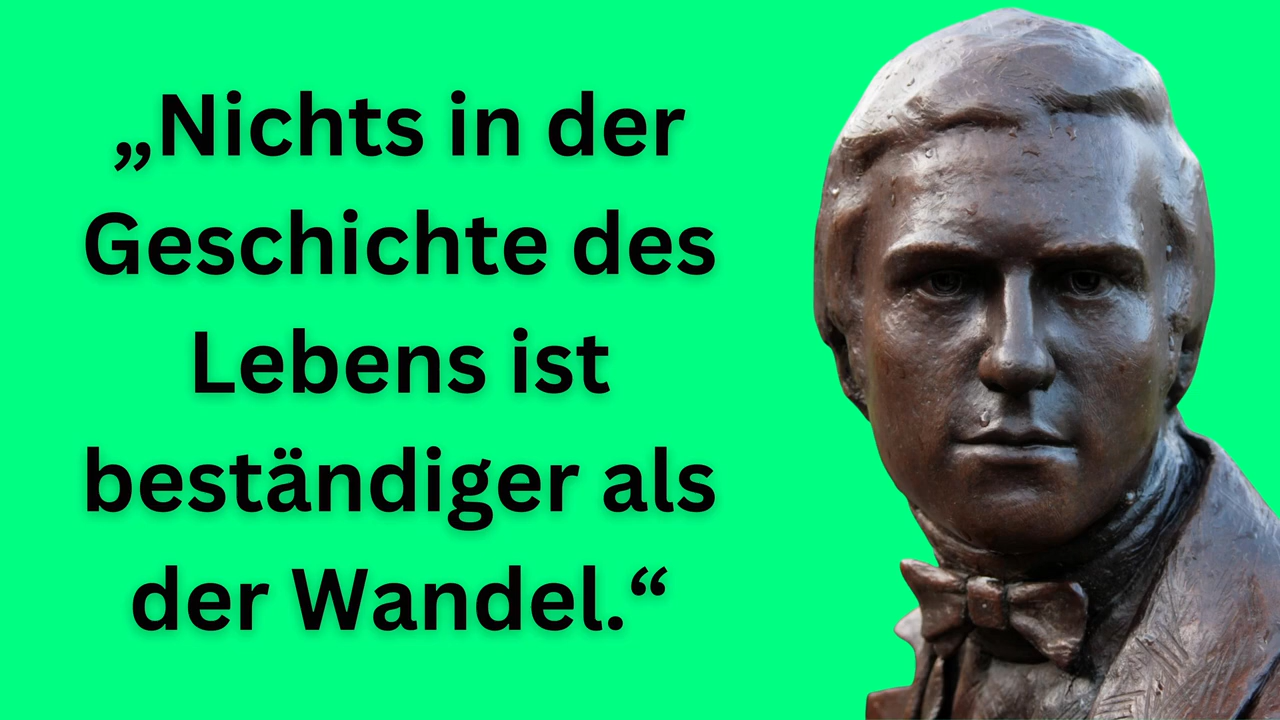 „Nichts in der
Geschichte des
Lebens ist
beständiger als
der Wandel.“